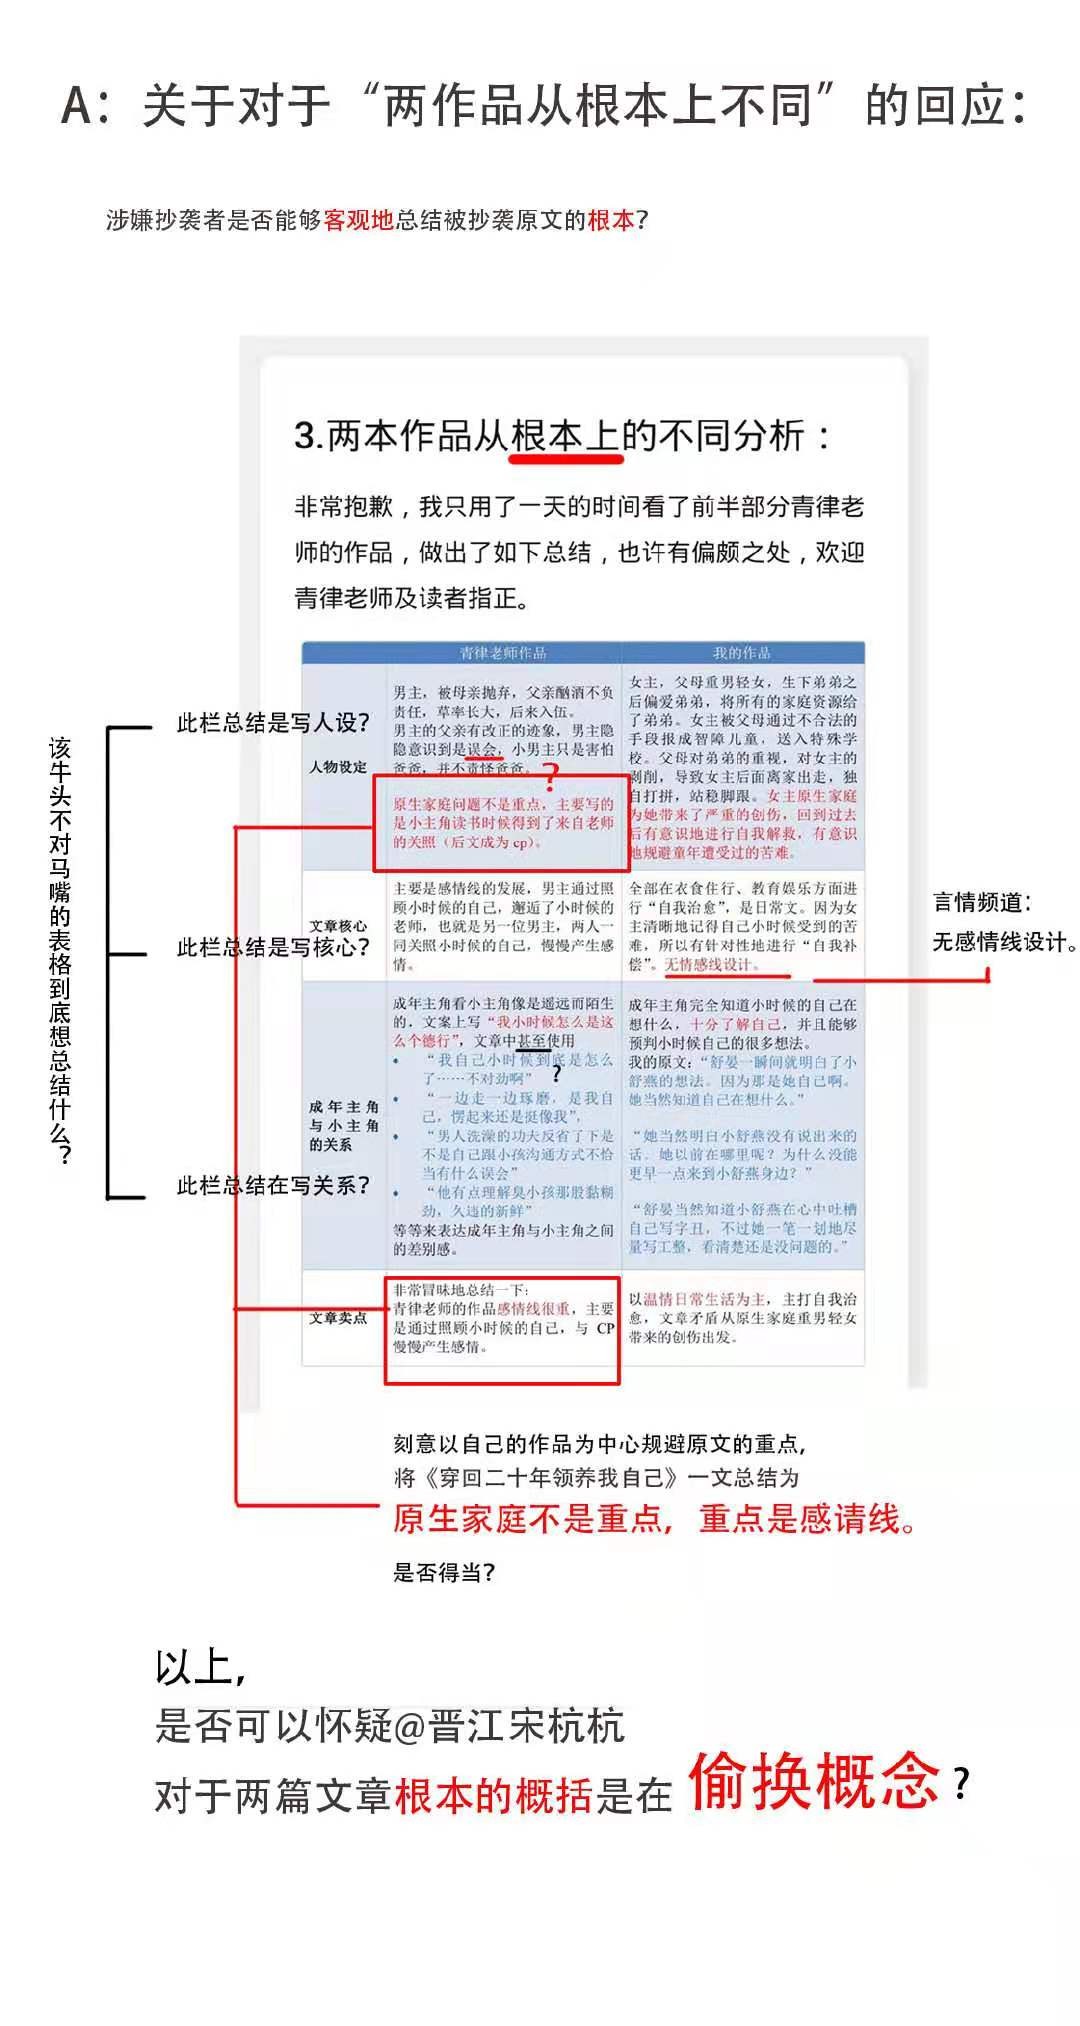 A：关于对于“两作品从根本上不同”的回应：
涉嫌抄袭者是否能够客观地总结被抄袭原文的根本？
3.两本作品从根本上的不同分析：
非常抱歉，我只用了一天的时间看了前半部分青律老
师的作品，做出了如下总结，也许有偏颇之处，欢迎
青律老师及读者指正。
青律老师作品
我的作品
人物设定
男主，被母亲抛弃，父亲酗酒不负
责任，草率长大，后来入伍。
男主的父亲有改正的迹象，男主隐
隐意识到是误会，小男主只是害怕
爸爸，并不责怪爸爸。
？
原生家庭问题不是重点，主要写的
是小主角读书时候得到了来自老师
的关照（后文成为 cp）。
女主，父母重男轻女，生下弟弟之
后偏爱弟弟，将所有的家庭资源给
了弟弟。女主被父母通过不合法的
手段报成智障儿童，送入特殊学
校。父母对弟弟的重视，对女主的
剥削，导致女主后面离家出走，独
自打拼，站稳脚跟。女主原生家庭
为她带来了严重的创伤，回到过去
后有意识地进行自我解救，有意识
地规避童年遭受过的苦难。
文章核心
主要是感情线的发展，男主通过照
顾小时候的自己，邂逅了小时候的
老师，也就是另一位男主，两人一
同关照小时候的自己，慢慢产生感
情。
全部在衣食住行、教育娱乐方面进
行“自我治愈”，是日常文。因为女
主清晰地记得自己小时候受到的苦
难，所以有针对性地进行“自我补
偿”。无情感线设计。
成年主角
与小主角
的关系
成年主角看小主角像是遥远而陌生
的，文案上写“我小时候怎么是这
么个德行”，文章中甚至使用
• “我自己小时候到底是怎么
了……不对劲啊”
？
• “一边走一边琢磨，是我自
己，愣起来还是挺像我”，
• “男人洗澡的功夫反省了下是
不是自己跟小孩沟通方式不恰
当有什么误会”
• “他有点理解臭小孩那股黏糊
劲，久违的新鲜”
等等来表达成年主角与小主角之间
的差别感。
成年主角完全知道小时候的自己在
想什么，十分了解自己，并且能够
预判小时候自己的很多想法。
我的原文：“舒晏一瞬间就明白了小
舒燕的想法。因为那是她自己啊。
她当然知道自己在想什么。”
“她当然明白小舒燕没有说出来的
话。她以前在哪里呢？为什么没能
更早一点来到小舒燕身边？”
“舒晏当然知道小舒燕在心中吐槽
自己写字丑，不过她一笔一划地尽
量写工整，看清楚还是没问题的。”
文章卖点
非常冒昧地总结一下：
青律老师的作品感情线很重，主要
是通过照顾小时候的自己，与 CP
慢慢产生感情。
以温情日常生活为主，主打自我治
愈，文章矛盾从原生家庭重男轻女
带来的创伤出发。
该牛头不对马嘴的表格到底想总结什么？
此栏总结是写人设？
此栏总结是写核心？
此栏总结在写关系？
言情频道：
无感情线设计。
刻意以自己的作品为中心规避原文的重点，
将《穿回二十年领养我自己》一文总结为
原生家庭不是重点，重点是感请线。
是否得当？
以上，
是否可以怀疑@晋江宋杭杭
对于两篇文章根本的概括是在 偷换概念？